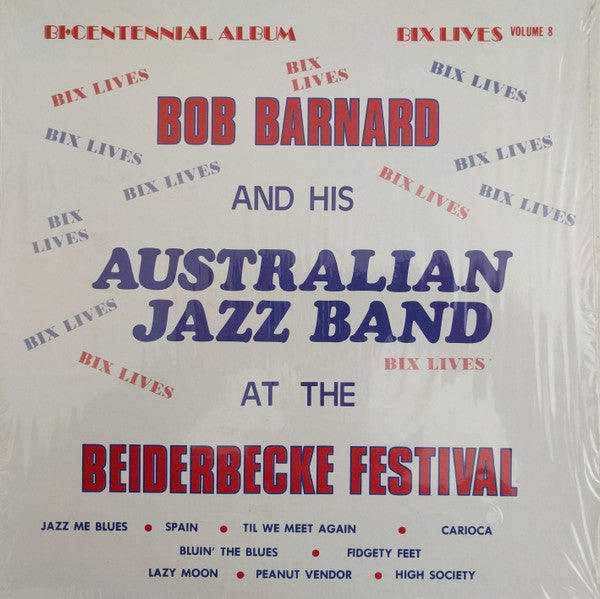 BI•CENTENNIAL ALBUM
BIX LIVES VOLUME 8
BIX LIVES
BIX
LIVES
BIX LIVES
BOB BARNARD
BIX LIVES
BIX LIVES
BIX LIVES
BIX LIVES
BIX LIVES
AND HIS
BIX
LIVES
AUSTRALIAN
JAZZ BAND
BIX LIVES
BIX LIVES
BIX LIVES
AT THE
BEIDERBECKE FESTIVAL
JAZZ ME BLUES • SPAIN • TIL WE MEET AGAIN • CARIOCA
BLUIN' THE BLUES • FIDGETY FEET
LAZY MOON • PEANUT VENDOR • HIGH SOCIETY